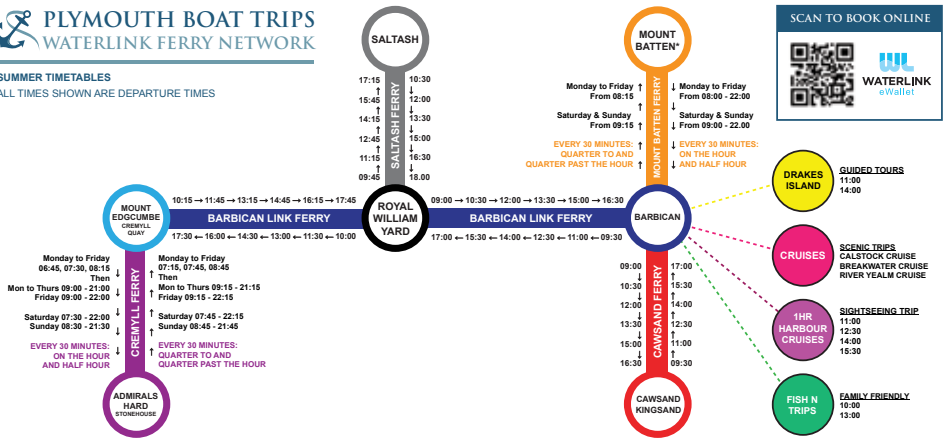 PLYMOUTH BOAT TRIPS
WATERLINK FERRY NETWORK
SUMMER TIMETABLES
ALL TIMES SHOWN ARE DEPARTURE TIMES
SALTASH
17:15 ↑ 15:45 ↑ 14:15 ↑ 12:45 ↑ 11:15 ↑ 09:45
SALTASH FERRY
10:30 ↓ 12:00 ↓ 13:30 ↓ 15:00 ↓ 16:30 ↓ 18.00
MOUNT
BATTEN*
Monday to Friday ↑
From 08:15
Saturday & Sunday ↑
From 09:15
EVERY 30 MINUTES: ↑
QUARTER TO AND
QUARTER PAST THE HOUR ↑
MOUNT BATTEN FERRY
↓ Monday to Friday
From 08:00 - 22:00
↓ Saturday & Sunday
From 09:00 - 22.00
↓ EVERY 30 MINUTES:
ON THE HOUR
↓ AND HALF HOUR
SCAN TO BOOK ONLINE
WL
WATERLINK
eWallet
MOUNT
EDGCUMBE
CREMYLL
QUAY
10:15 → 11:45 → 13:15 → 14:45 → 16:15 → 17:45
BARBICAN LINK FERRY
17:30 ← 16:00 ← 14:30 ← 13:00 ← 11:30 ← 10:00
ROYAL
WILLIAM
YARD
09:00 → 10:30 → 12:00 → 13:30 → 15:00 → 16:30
BARBICAN LINK FERRY
17:00 ← 15:30 ← 14:00 ← 12:30 ← 11:00 ← 09:30
BARBICAN
Monday to Friday
06:45, 07:30, 08:15 ↓
Then
Mon to Thurs 09:00 - 21:00 ↓
Friday 09:00 - 22:00
Saturday 07:30 - 22:00 ↓
Sunday 08:30 - 21:30
EVERY 30 MINUTES: ↓
ON THE HOUR
AND HALF HOUR
CREMYLL FERRY
Monday to Friday
↑ 07:15, 07:45, 08:45
Then
↑ Mon to Thurs 09:15 - 21:15
Friday 09:15 - 22:15
↑ Saturday 07:45 - 22:15
Sunday 08:45 - 21:45
↑ EVERY 30 MINUTES:
QUARTER TO AND
QUARTER PAST THE HOUR
ADMIRALS
HARD
STONEHOUSE
09:00 ↓ 10:30 ↓ 12:00 ↓ 13:30 ↓ 15:00 ↓ 16:30
CAWSAND FERRY
17:00 ↑ 15:30 ↑ 14:00 ↑ 12:30 ↑ 11:00 ↑ 09:30
CAWSAND
KINGSAND
DRAKES
ISLAND
GUIDED TOURS
11:00
14:00
CRUISES
SCENIC TRIPS
CALSTOCK CRUISE
BREAKWATER CRUISE
RIVER YEALM CRUISE
1HR
HARBOUR
CRUISES
SIGHTSEEING TRIP
11:00
12:30
14:00
15:30
FISH N
TRIPS
FAMILY FRIENDLY
10:00
13:00